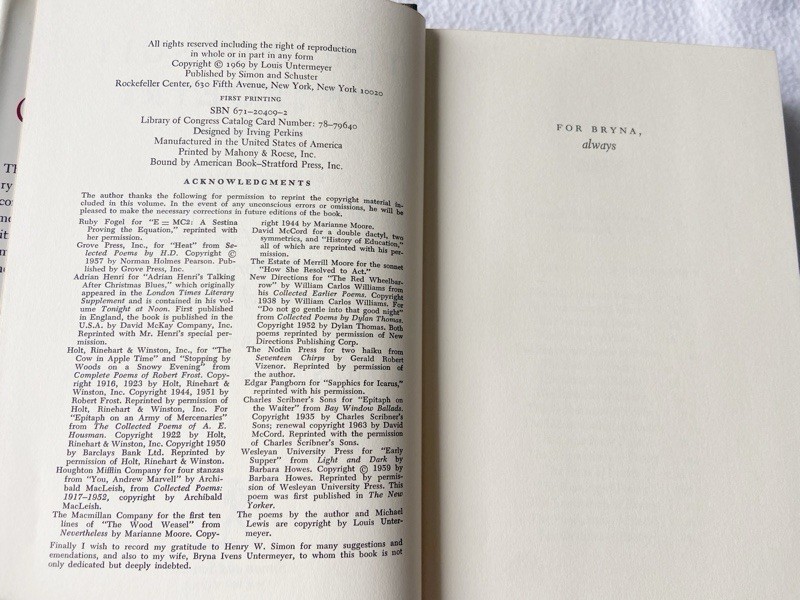 All rights reserved including the right of reproduction
in whole or in part in any form
Copyright © 1969 by Louis Untermeyer
Published by Simon and Schuster
Rockefeller Center, 630 Fifth Avenue, New York, New York 10020
FIRST PRINTING
SBN 671-20409-2
Library of Congress Catalog Card Number: 78-79640
Designed by Irving Perkins
Manufactured in the United States of America
Printed by Mahony & Roese, Inc.
Bound by American Book–Stratford Press, Inc.
ACKNOWLEDGMENTS
The author thanks the following for permission to reprint the copyright material in-
cluded in this volume. In the event of any unconscious errors or omissions, he will be
pleased to make the necessary corrections in future editions of the book.
Ruby Fogel for "E = MC2: A Sestina
Proving the Equation," reprinted with
her permission.
Grove Press, Inc., for "Heat" from Se-
lected Poems by H.D. Copyright ©
1957 by Norman Holmes Pearson. Pub-
lished by Grove Press, Inc.
Adrian Henri for "Adrian Henri's Talking
After Christmas Blues," which originally
appeared in the London Times Literary
Supplement and is contained in his vol-
ume Tonight at Noon. First published
in England, the book is published in the
U.S.A. by David McKay Company, Inc.
Reprinted with Mr. Henri's special per-
mission.
Holt, Rinehart & Winston, Inc., for "The
Cow in Apple Time" and "Stopping by
Woods on a Snowy Evening" from
Complete Poems of Robert Frost. Copy-
right 1916, 1923 by Holt, Rinehart &
Winston, Inc. Copyright 1944, 1951 by
Robert Frost. Reprinted by permission of
Holt, Rinehart & Winston, Inc. For
"Epitaph on an Army of Mercenaries"
from The Collected Poems of A. E.
Housman. Copyright 1922 by Holt,
Rinehart & Winston, Inc. Copyright 1950
by Barclays Bank Ltd. Reprinted by
permission of Holt, Rinehart & Winston.
Houghton Mifflin Company for four stanzas
from "You, Andrew Marvell" by Archi-
bald MacLeish, from Collected Poems:
1917–1952, copyright by Archibald
MacLeish.
The Macmillan Company for the first ten
lines of "The Wood Weasel" from
Nevertheless by Marianne Moore. Copy-
right 1944 by Marianne Moore.
David McCord for a double dactyl, two
symmetrics, and "History of Education,"
all of which are reprinted with his per-
mission.
The Estate of Merrill Moore for the sonnet
"How She Resolved to Act."
New Directions for "The Red Wheelbar-
row" by William Carlos Williams from
his Collected Earlier Poems. Copyright
1938 by William Carlos Williams. For
"Do not go gentle into that good night"
from Collected Poems by Dylan Thomas.
Copyright 1952 by Dylan Thomas. Both
poems reprinted by permission of New
Directions Publishing Corp.
The Nodin Press for two haiku from
Seventeen Chirps by Gerald Robert
Vizenor. Reprinted by permission of
the author.
Edgar Pangborn for "Sapphics for Icarus,"
reprinted with his permission.
Charles Scribner's Sons for "Epitaph on
the Waiter" from Bay Window Ballads.
Copyright 1935 by Charles Scribner's
Sons; renewal copyright 1963 by David
McCord. Reprinted with the permission
of Charles Scribner's Sons.
Wesleyan University Press for "Early
Supper" from Light and Dark by
Barbara Howes. Copyright © 1959 by
Barbara Howes. Reprinted by permis-
sion of Wesleyan University Press. This
poem was first published in The New
Yorker.
The poems by the author and Michael
Lewis are copyright by Louis Unter-
meyer.
Finally I wish to record my gratitude to Henry W. Simon for many suggestions and
emendations, and also to my wife, Bryna Ivens Untermeyer, to whom this book is not
only dedicated but deeply indebted.
FOR BRYNA,
always